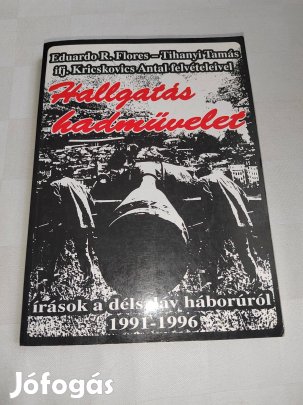 Eduardo R. Flores – Tihanyi Tamás
ifj. Kricskovics Antal felvételeivel
Hallgatás
hadművelet
írások a délszláv háborúról
1991-1996
Jófogás